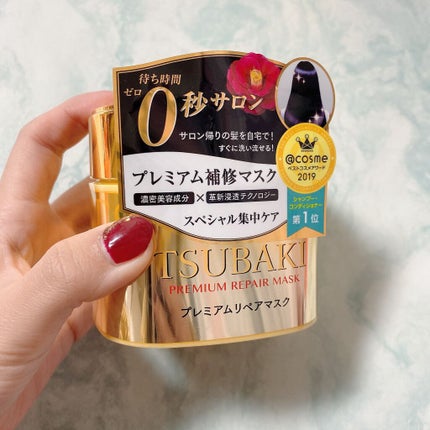 待ち時間
ゼロ 0秒サロン
サロン帰りの髪を自宅で!
すぐに洗い流せる!
プレミアム補修マスク
濃密美容成分×革新浸透テクノロジー
スペシャル集中ケア
@cosme
ベストコスメアワード
2019
シャンプー・
コンディショナー
第1位
TSUBAKI
PREMIUM REPAIR MASK
プレミアムリペアマスク